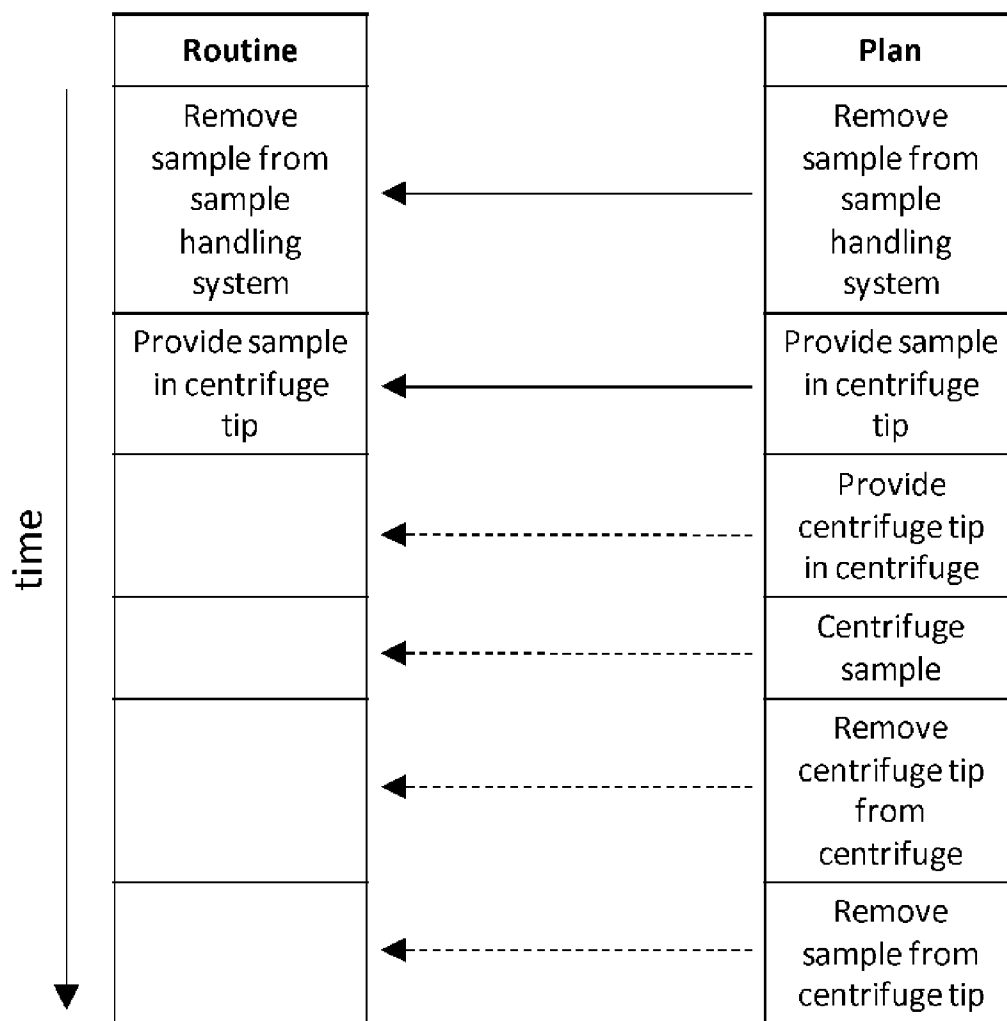 Routine
Plan
Remove
sample from
sample
handling
system
Remove
sample from
sample
handling
system
Provide sample
in centrifuge
tip
Provide sample
in centrifuge
tip
Provide
centrifuge tip
in centrifuge
Centrifuge
sample
Remove
centrifuge tip
from
centrifuge
Remove
sample from
centrifuge tip
time